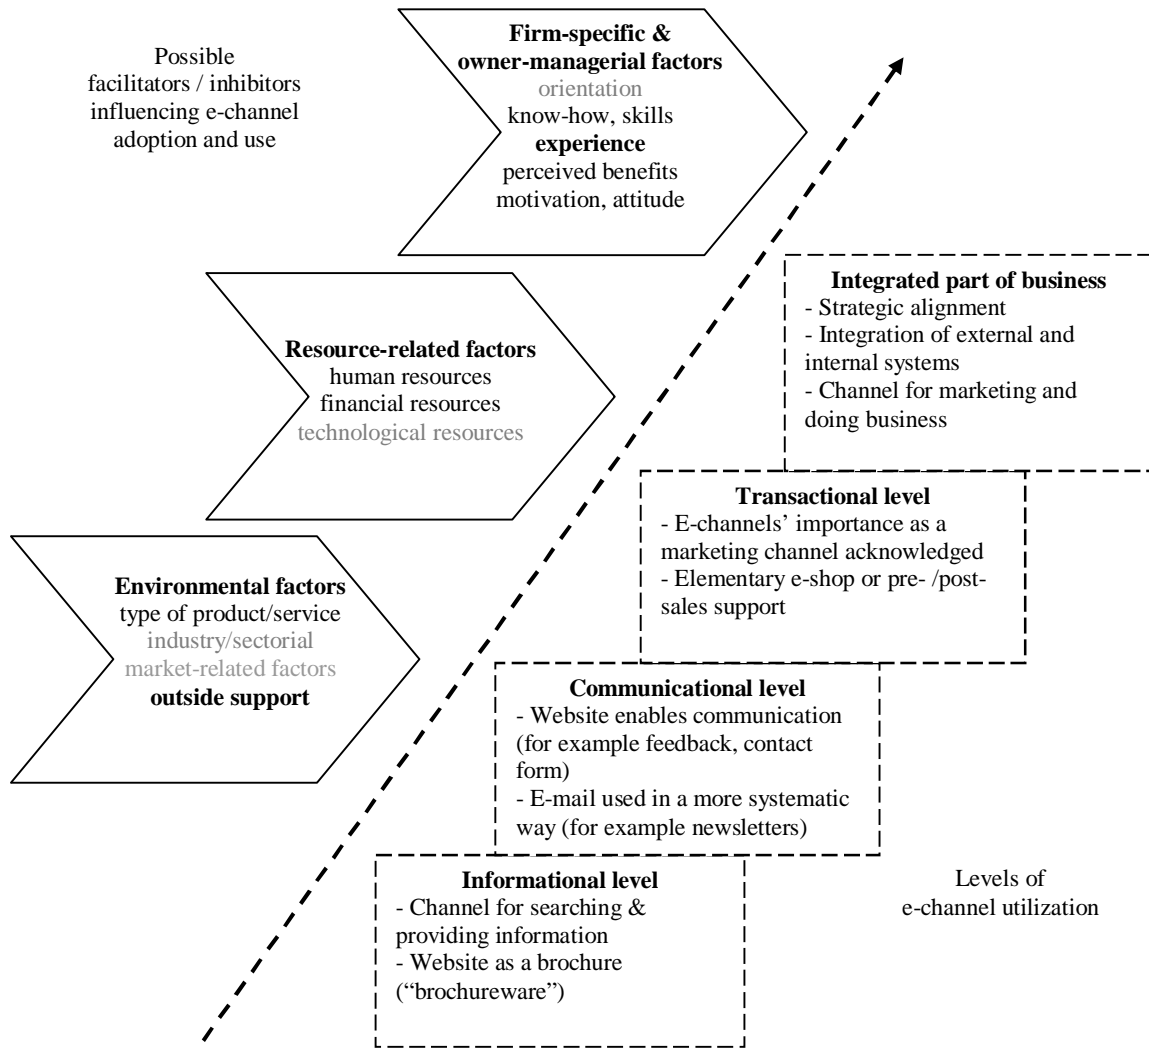 Possible
facilitators / inhibitors
influencing e-channel
adoption and use
Firm-specific &
owner-managerial factors
orientation
know-how, skills
experience
perceived benefits
motivation, attitude
Resource-related factors
human resources
financial resources
technological resources
Environmental factors
type of product/service
industry/sectorial
market-related factors
outside support
Integrated part of business
- Strategic alignment
- Integration of external and
internal systems
- Channel for marketing and
doing business
Transactional level
- E-channels’ importance as a
marketing channel acknowledged
- Elementary e-shop or pre- /post-
sales support
Communicational level
- Website enables communication
(for example feedback, contact
form)
- E-mail used in a more systematic
way (for example newsletters)
Informational level
- Channel for searching &
providing information
- Website as a brochure
(“brochureware”)
Levels of
e-channel utilization